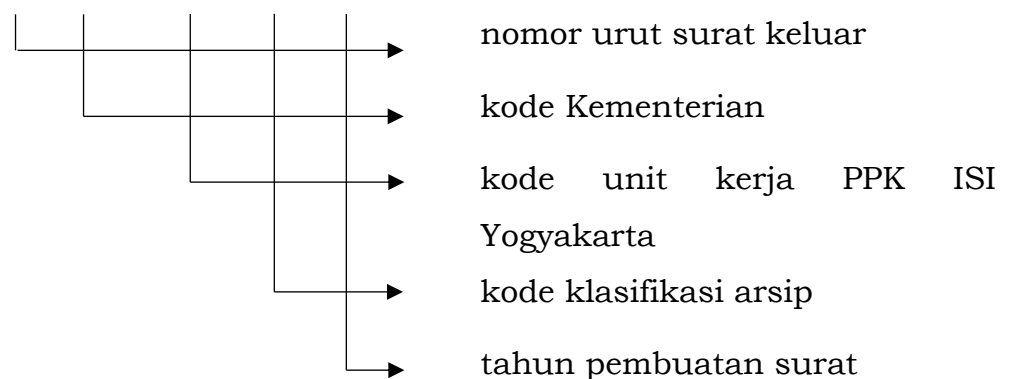 nomor urut surat keluar
kode Kementerian
kode unit kerja PPK ISI
Yogyakarta
kode klasifikasi arsip
tahun pembuatan surat